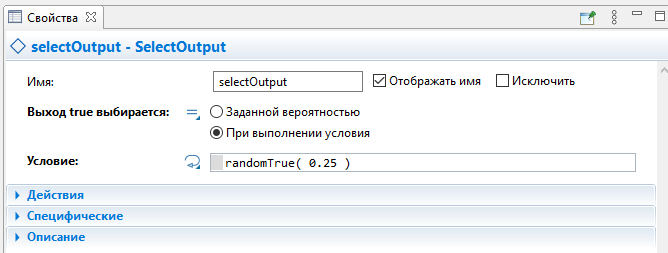 Свойства
selectOutput - SelectOutput
Имя: selectOutput Отображать имя Исключить
Выход true выбирается: Заданной вероятностью
При выполнении условия
Условие: randomTrue( 0.25 )
Действия
Специфические
Описание